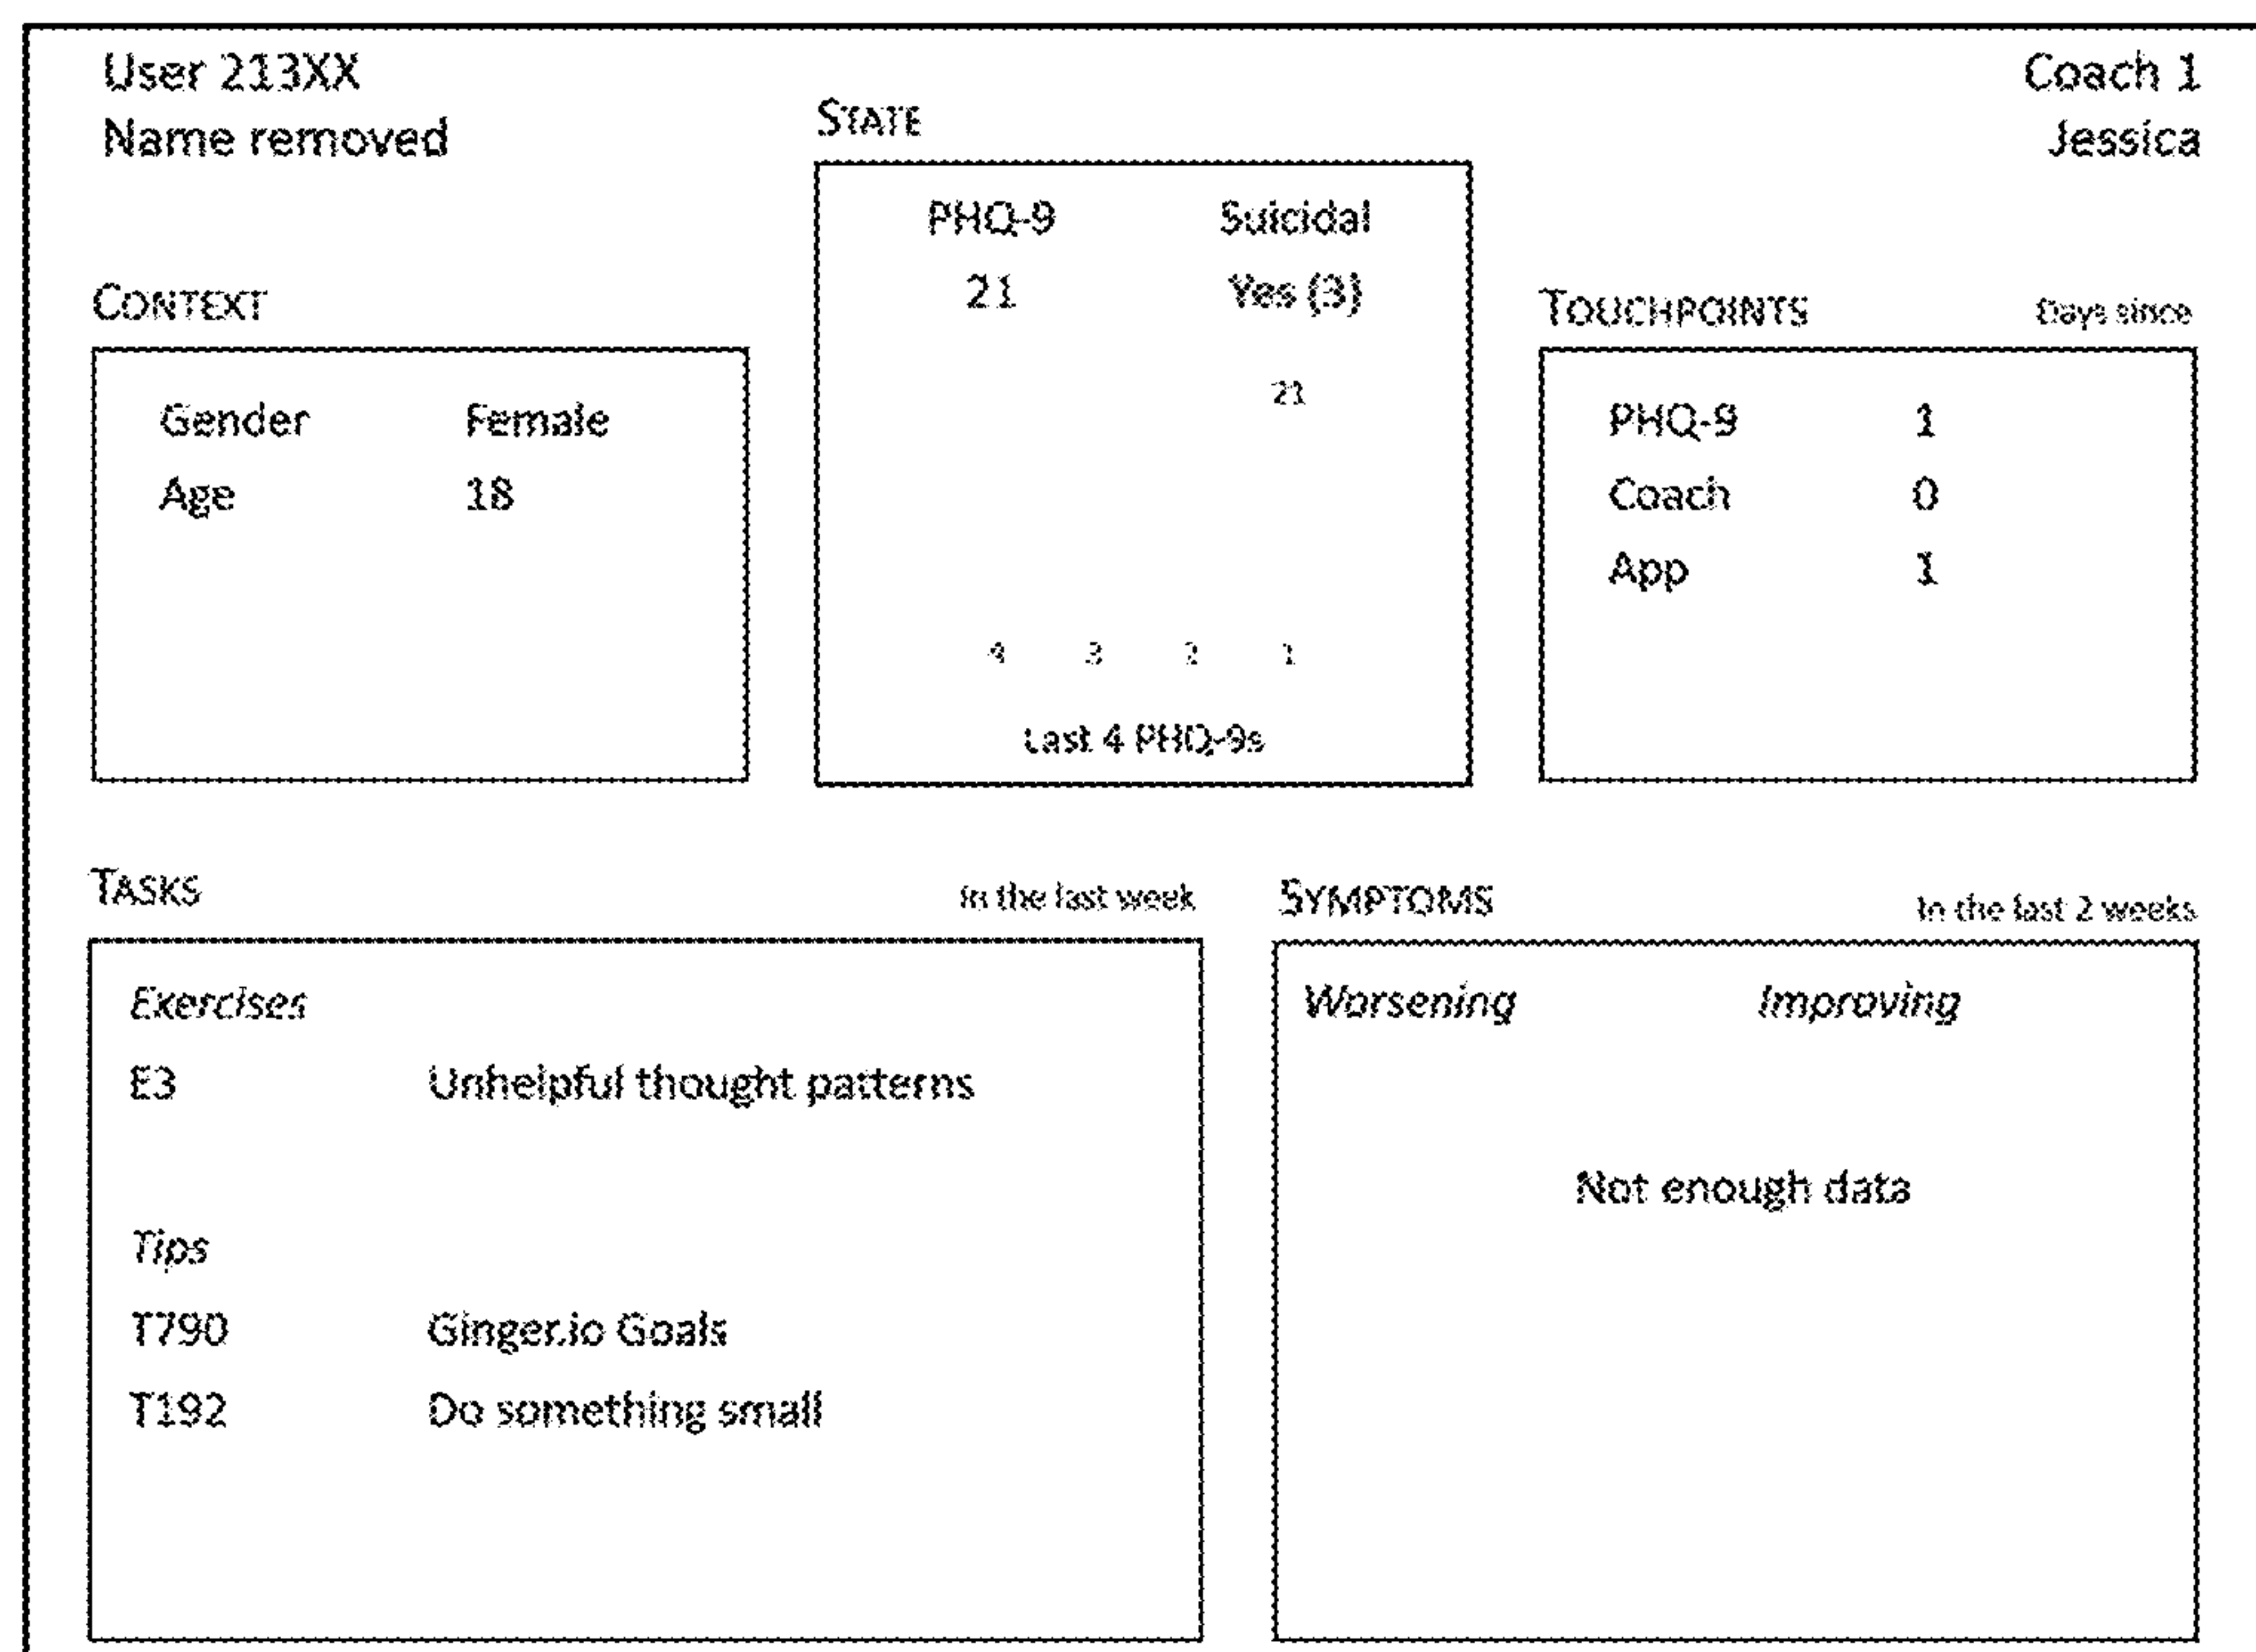 User 213XX
Name removed
Coach 1
Jessica
STATE
PHQ-9 Suicidal
21 Yes (3)
21
4 3 2 1
Last 4 PHQ-9s
CONTEXT
Gender Female
Age 18
TOUCHPOINTS Days since
PHQ-9 1
Coach 0
App 1
TASKS In the last week
Exercises
E3 Unhelpful thought patterns
Tips
T790 Ginger.io Goals
T192 Do something small
SYMPTOMS In the last 2 weeks
Worsening Improving
Not enough data